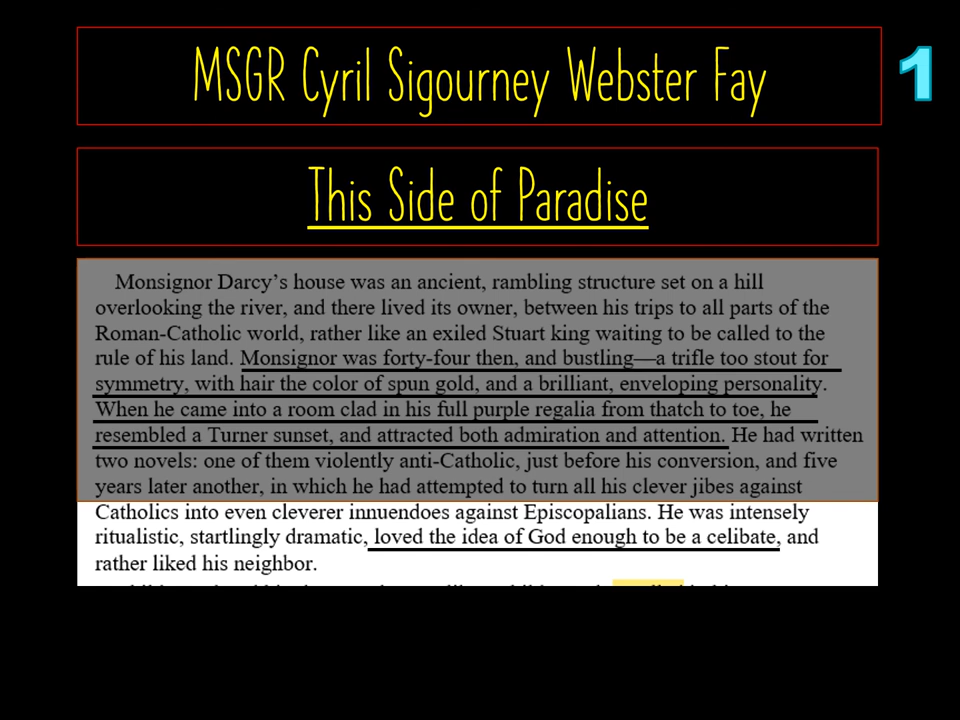 MSGR Cyril Sigourney Webster Fay
1
This Side of Paradise
Monsignor Darcy’s house was an ancient, rambling structure set on a hill
overlooking the river, and there lived its owner, between his trips to all parts of the
Roman-Catholic world, rather like an exiled Stuart king waiting to be called to the
rule of his land. Monsignor was forty-four then, and bustling—a trifle too stout for
symmetry, with hair the color of spun gold, and a brilliant, enveloping personality.
When he came into a room clad in his full purple regalia from thatch to toe, he
resembled a Turner sunset, and attracted both admiration and attention. He had written
two novels: one of them violently anti-Catholic, just before his conversion, and five
years later another, in which he had attempted to turn all his clever jibes against
Catholics into even cleverer innuendoes against Episcopalians. He was intensely
ritualistic, startlingly dramatic, loved the idea of God enough to be a celibate, and
rather liked his neighbor.